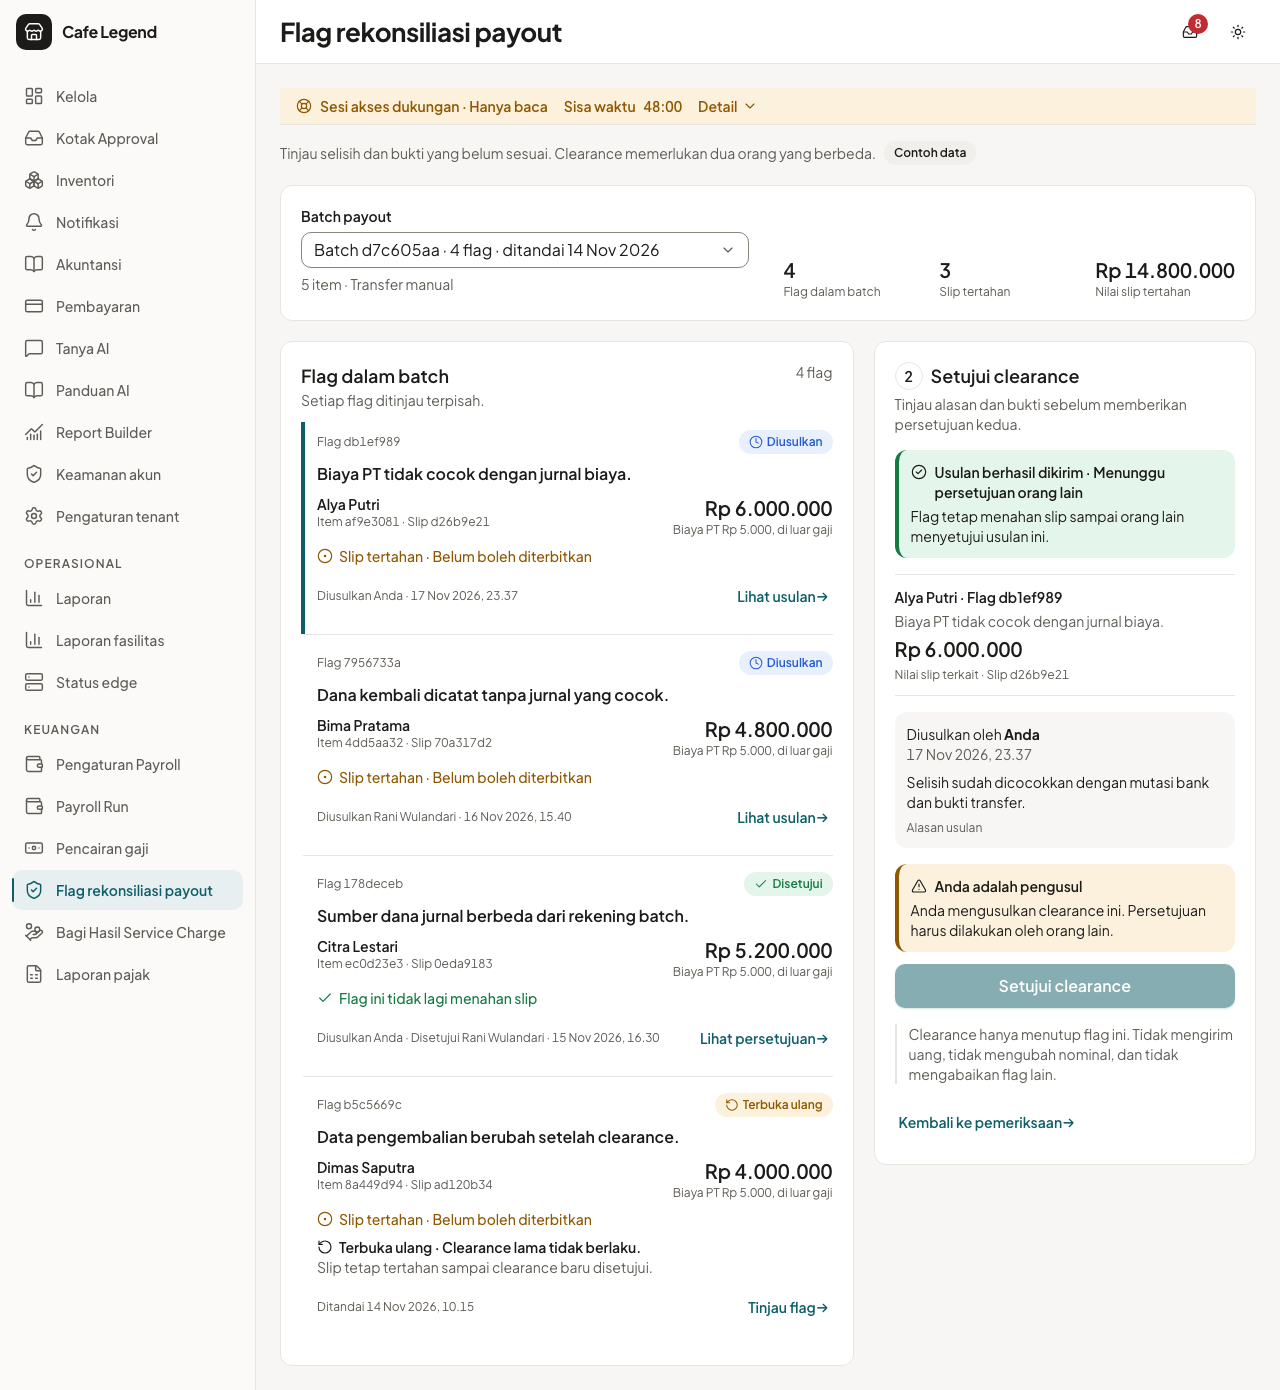 Cafe Legend
Flag rekonsiliasi payout
8
Kelola
Kotak Approval
Inventori
Notifikasi
Akuntansi
Pembayaran
Tanya AI
Panduan AI
Report Builder
Keamanan akun
Pengaturan tenant
OPERASIONAL
Laporan
Laporan fasilitas
Status edge
KEUANGAN
Pengaturan Payroll
Payroll Run
Pencairan gaji
Flag rekonsiliasi payout
Bagi Hasil Service Charge
Laporan pajak
Sesi akses dukungan · Hanya baca Sisa waktu 48:00 Detail
Tinjau selisih dan bukti yang belum sesuai. Clearance memerlukan dua orang yang berbeda. Contoh data
Batch payout
Batch d7c605aa · 4 flag · ditandai 14 Nov 2026
5 item · Transfer manual
4
Flag dalam batch
3
Slip tertahan
Rp 14.800.000
Nilai slip tertahan
Flag dalam batch 4 flag
Setiap flag ditinjau terpisah.
Flag db1ef989 Diusulkan
Biaya PT tidak cocok dengan jurnal biaya.
Alya Putri Rp 6.000.000
Item af9e3081 · Slip d26b9e21 Biaya PT Rp 5.000, di luar gaji
Slip tertahan · Belum boleh diterbitkan
Diusulkan Anda · 17 Nov 2026, 23.37 Lihat usulan→
Flag 7956733a Diusulkan
Dana kembali dicatat tanpa jurnal yang cocok.
Bima Pratama Rp 4.800.000
Item 4dd5aa32 · Slip 70a317d2 Biaya PT Rp 5.000, di luar gaji
Slip tertahan · Belum boleh diterbitkan
Diusulkan Rani Wulandari · 16 Nov 2026, 15.40 Lihat usulan→
Flag 178deceb Disetujui
Sumber dana jurnal berbeda dari rekening batch.
Citra Lestari Rp 5.200.000
Item ec0d23e3 · Slip 0eda9183 Biaya PT Rp 5.000, di luar gaji
Flag ini tidak lagi menahan slip
Diusulkan Anda · Disetujui Rani Wulandari · 15 Nov 2026, 16.30 Lihat persetujuan→
Flag b5c5669c Terbuka ulang
Data pengembalian berubah setelah clearance.
Dimas Saputra Rp 4.000.000
Item 8a449d94 · Slip ad120b34 Biaya PT Rp 5.000, di luar gaji
Slip tertahan · Belum boleh diterbitkan
Terbuka ulang · Clearance lama tidak berlaku.
Slip tetap tertahan sampai clearance baru disetujui.
Ditandai 14 Nov 2026, 10.15 Tinjau flag→
2 Setujui clearance
Tinjau alasan dan bukti sebelum memberikan
persetujuan kedua.
Usulan berhasil dikirim · Menunggu
persetujuan orang lain
Flag tetap menahan slip sampai orang lain
menyetujui usulan ini.
Alya Putri · Flag db1ef989
Biaya PT tidak cocok dengan jurnal biaya.
Rp 6.000.000
Nilai slip terkait · Slip d26b9e21
Diusulkan oleh Anda
17 Nov 2026, 23.37
Selisih sudah dicocokkan dengan mutasi bank
dan bukti transfer.
Alasan usulan
Anda adalah pengusul
Anda mengusulkan clearance ini. Persetujuan
harus dilakukan oleh orang lain.
Setujui clearance
Clearance hanya menutup flag ini. Tidak mengirim
uang, tidak mengubah nominal, dan tidak
mengabaikan flag lain.
Kembali ke pemeriksaan→